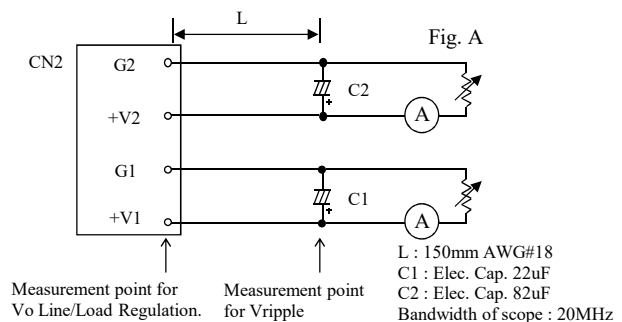 L
Fig. A
CN2
G2
C2
+V2
A
G1
C1
+V1
A
L : 150mm AWG#18
C1 : Elec. Cap. 22uF
C2 : Elec. Cap. 82uF
Bandwidth of scope : 20MHz
Measurement point for
Vo Line/Load Regulation.
Measurement point
for Vripple